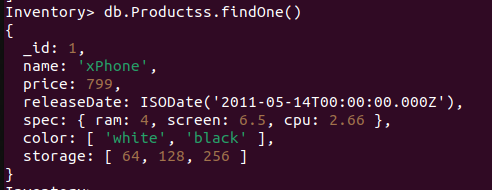 Inventory> db.Productss.findOne()
{
  _id: 1,
  name: 'xPhone',
  price: 799,
  releaseDate: ISODate('2011-05-14T00:00:00.000Z'),
  spec: { ram: 4, screen: 6.5, cpu: 2.66 },
  color: [ 'white', 'black' ],
  storage: [ 64, 128, 256 ]
}